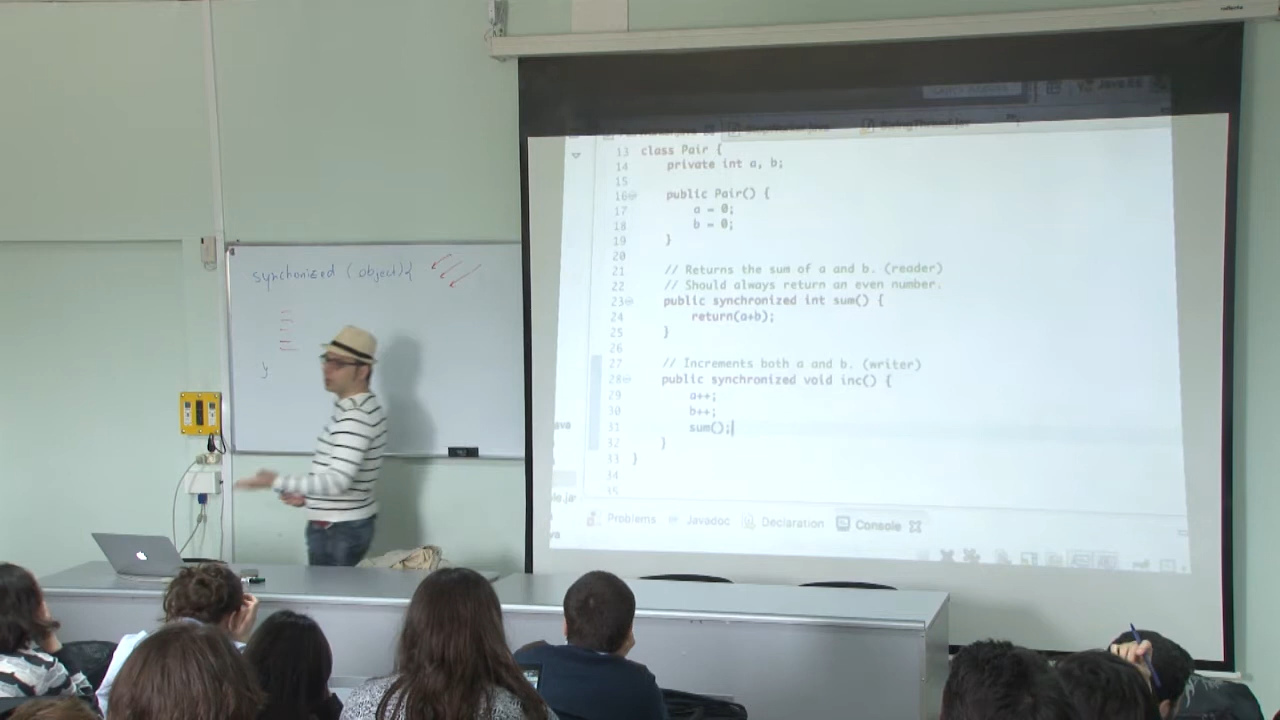 synchonized (object){
y
13 class Pair {
14 private int a, b;
15
16 public Pair() {
17 a = 0;
18 b = 0;
19 }
20
21 // Returns the sum of a and b. (reader)
22 // Should always return an even number.
23 public synchronized int sum() {
24 return(a+b);
25 }
26
27 // Increments both a and b. (writer)
28 public synchronized void inc() {
29 a++;
30 b++;
31 sum();
32 }
33 }
34
35
Problems Javadoc Declaration Console